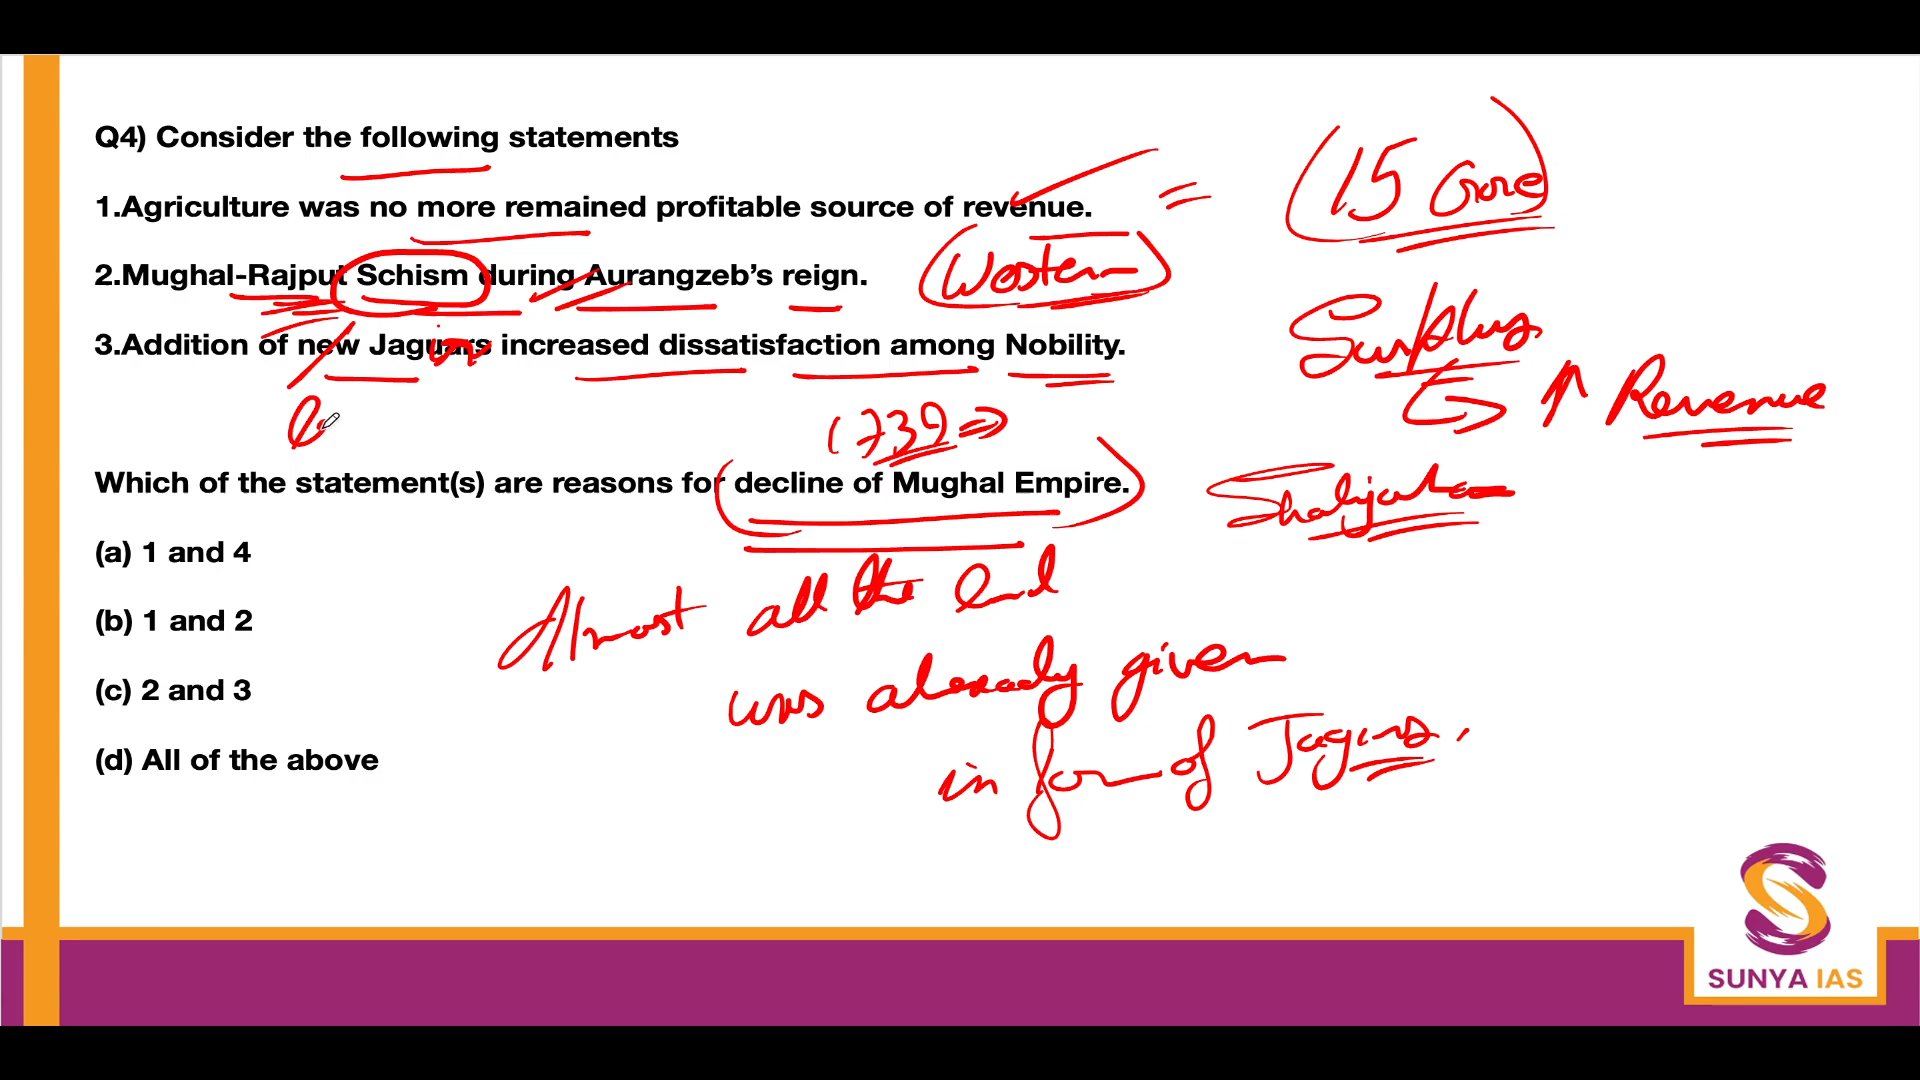 Q4) Consider the following statements
1.Agriculture was no more remained profitable source of revenue.
2.Mughal-Rajput Schism during Aurangzeb's reign.
3.Addition of new Jaguars increased dissatisfaction among Nobility.
Which of the statement(s) are reasons for decline of Mughal Empire.
(a) 1 and 4
(b) 1 and 2
(c) 2 and 3
(d) All of the above
= (15 Crore)
(Western)
Surplus
↑ Revenue
in
1739 ⇒
Shahjahan
Almost all the land
was already given
in form of Jagirs.
SUNYA IAS